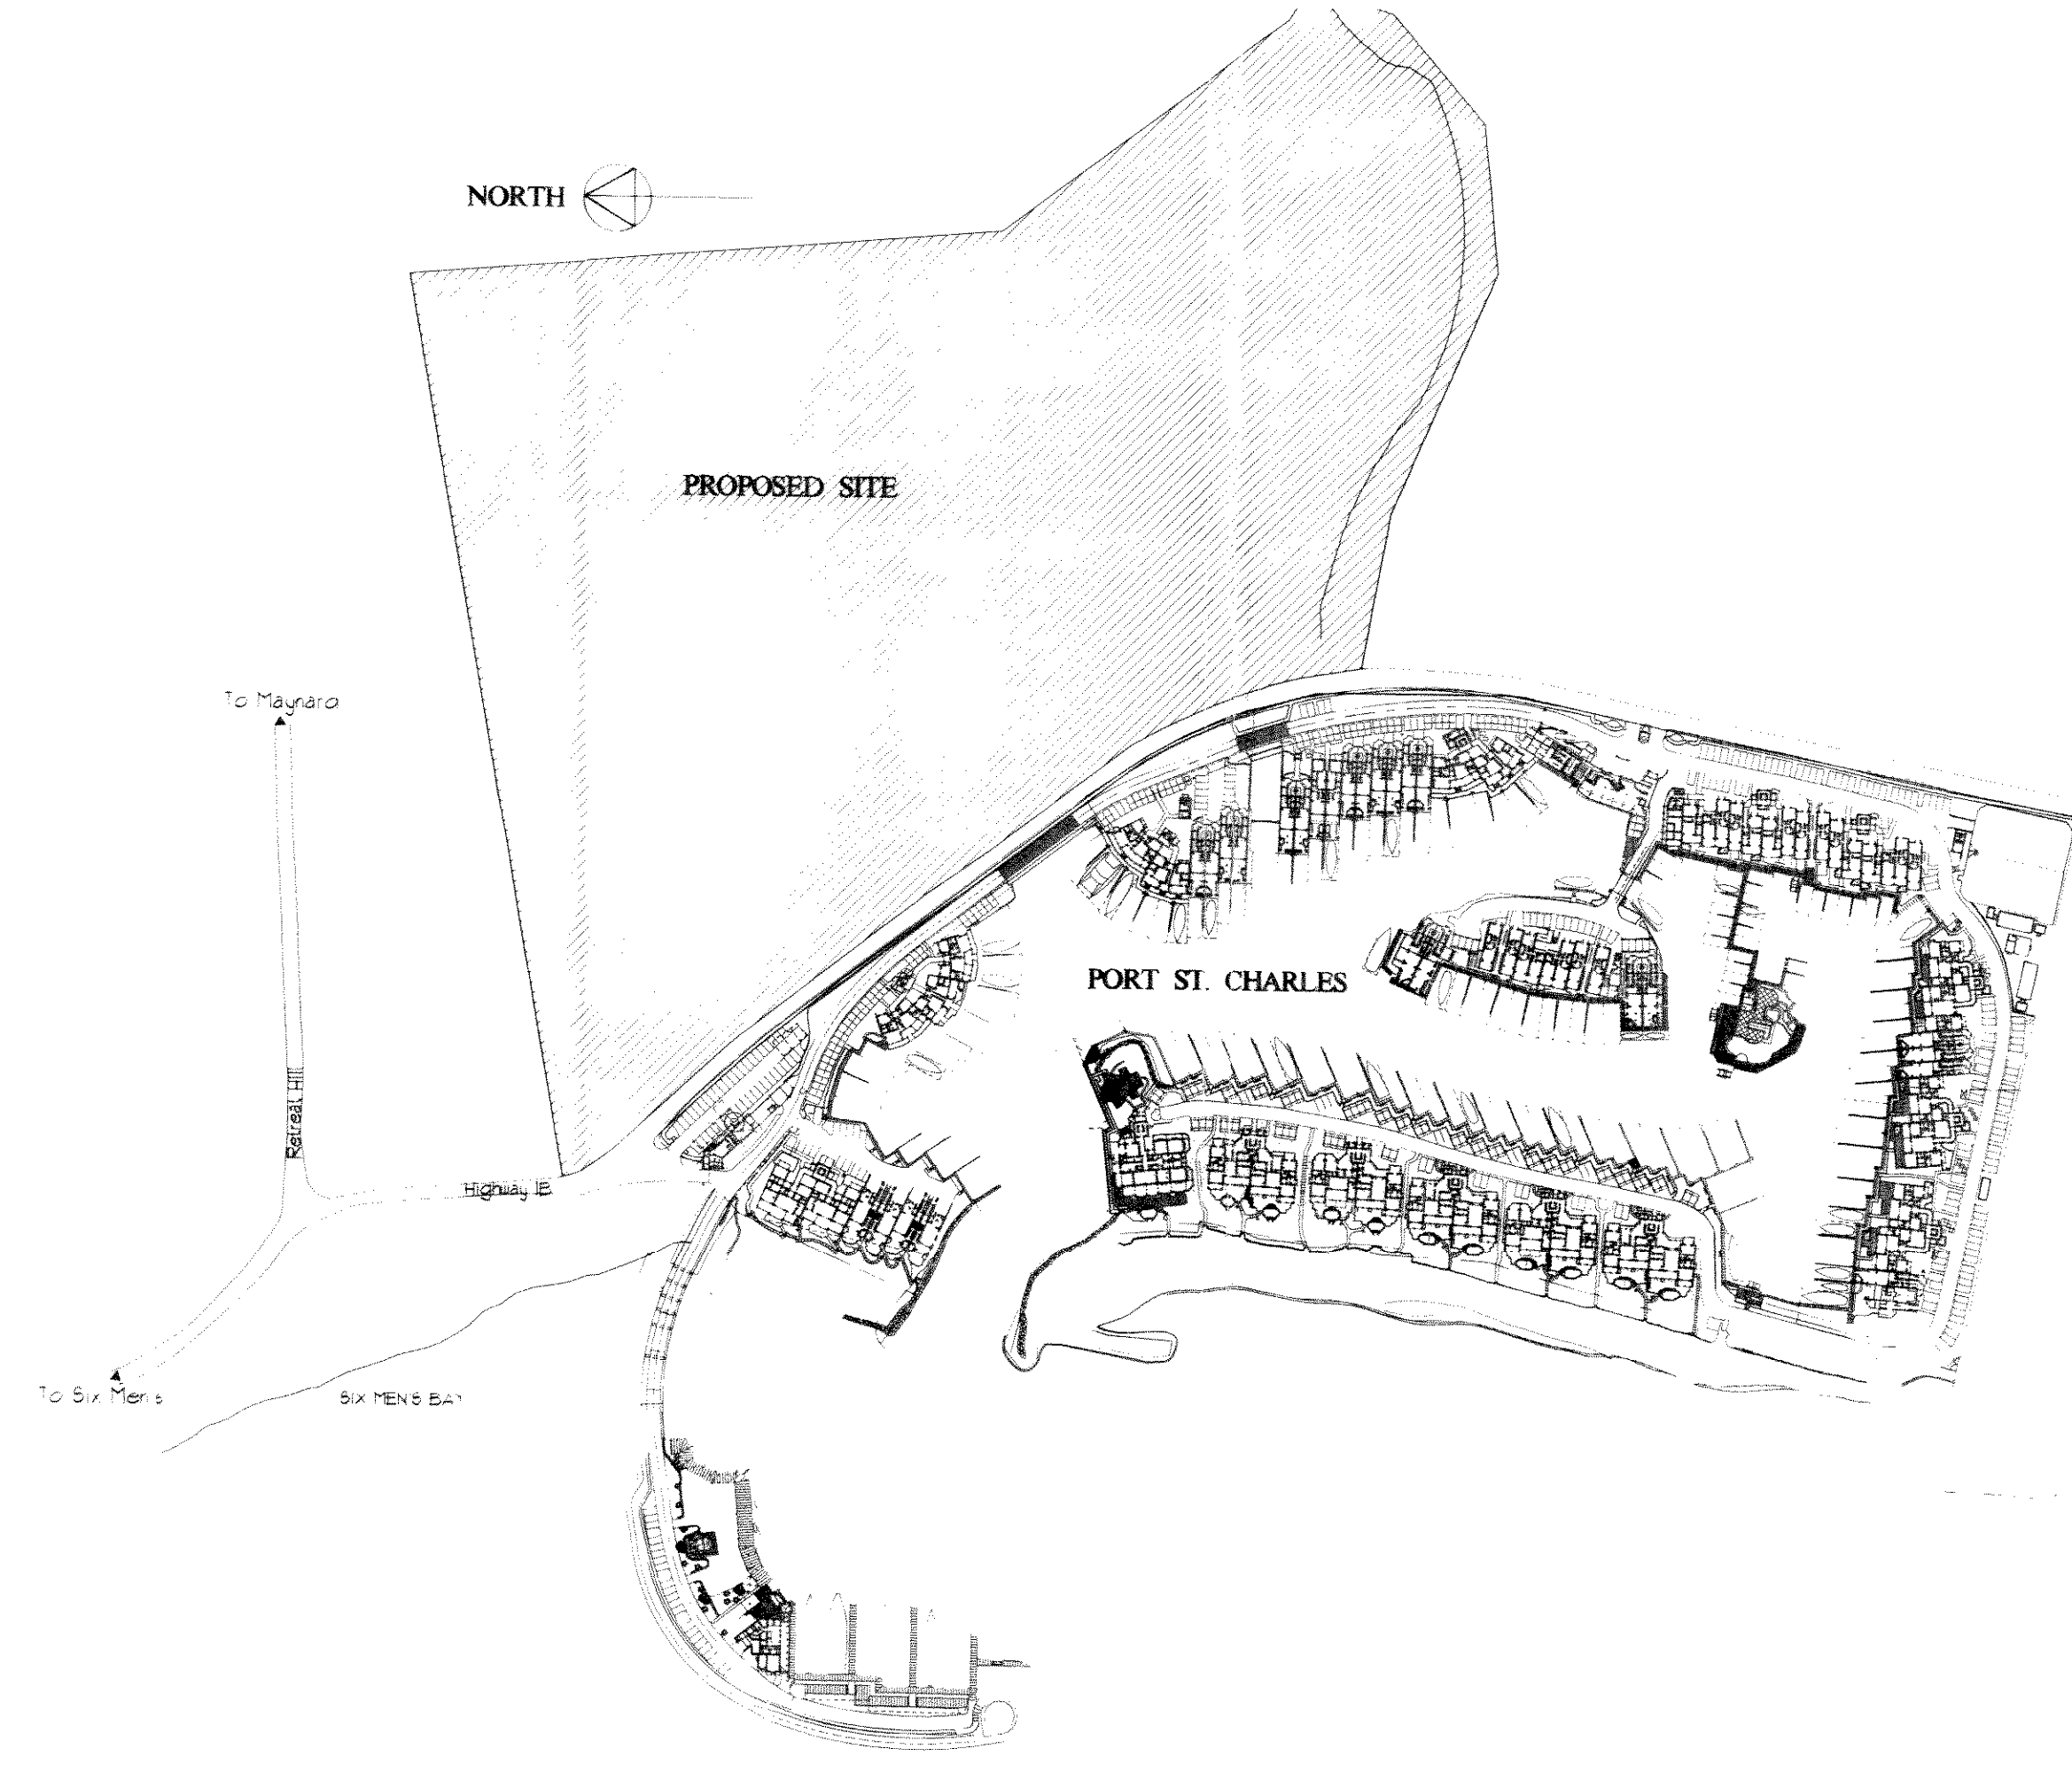 NORTH
PROPOSED SITE
To Maynard
PORT ST. CHARLES
Retreat Hill
Highway 1B
To Six Men's
SIX MEN'S BAY